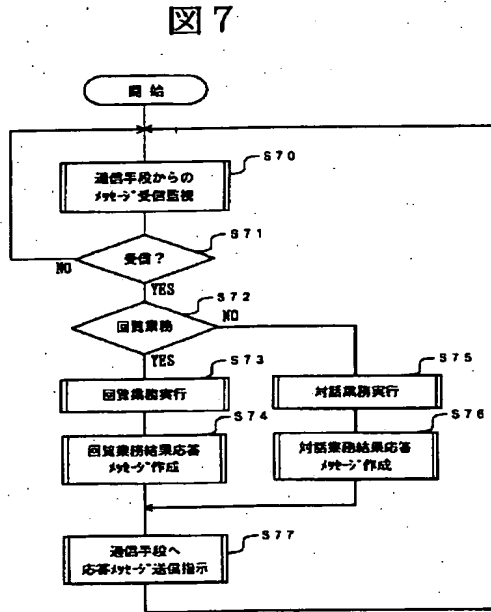 図7
開始
通信手段からの
メッセージ受信監視
S70
受信?
S71
NO
YES
回覧業務
S72
NO
YES
回覧業務実行
S73
対話業務実行
S75
回覧業務結果応答
メッセージ作成
S74
対話業務結果応答
メッセージ作成
S76
通信手段へ
応答メッセージ送信指示
S77